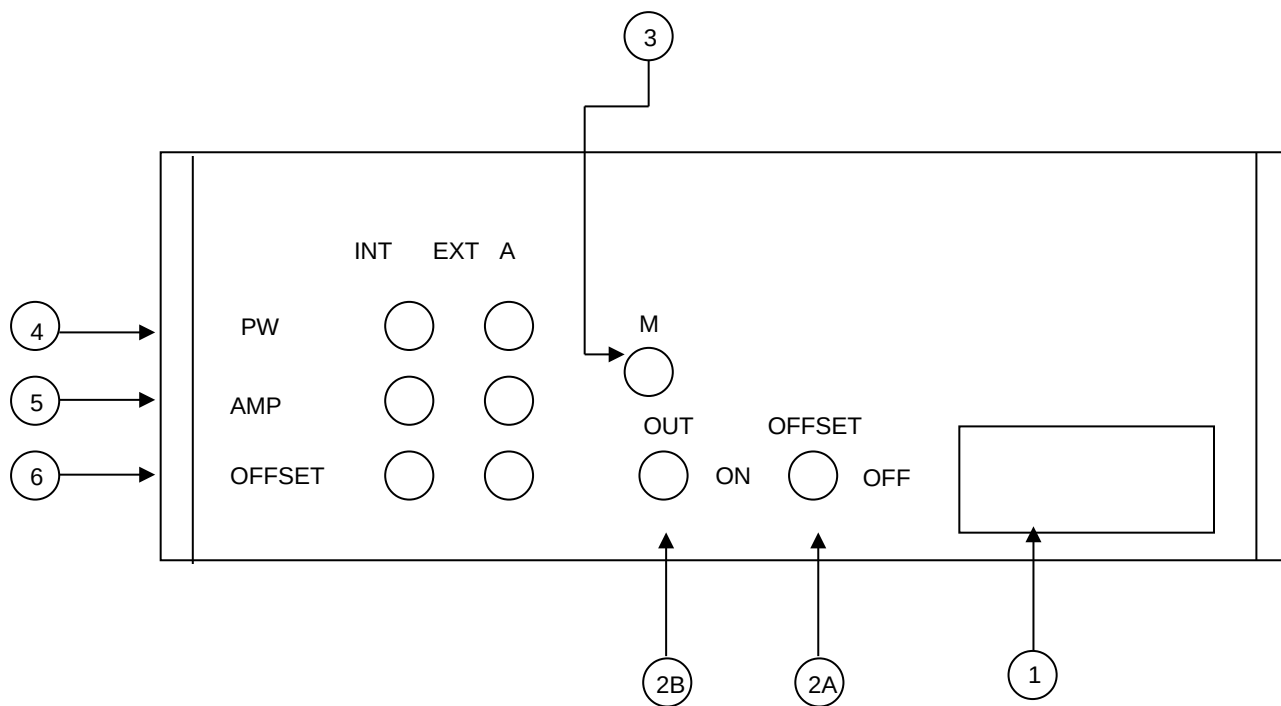 3
INT EXT A
4 PW M
5 AMP
OUT OFFSET
6 OFFSET ON OFF
2B 2A 1